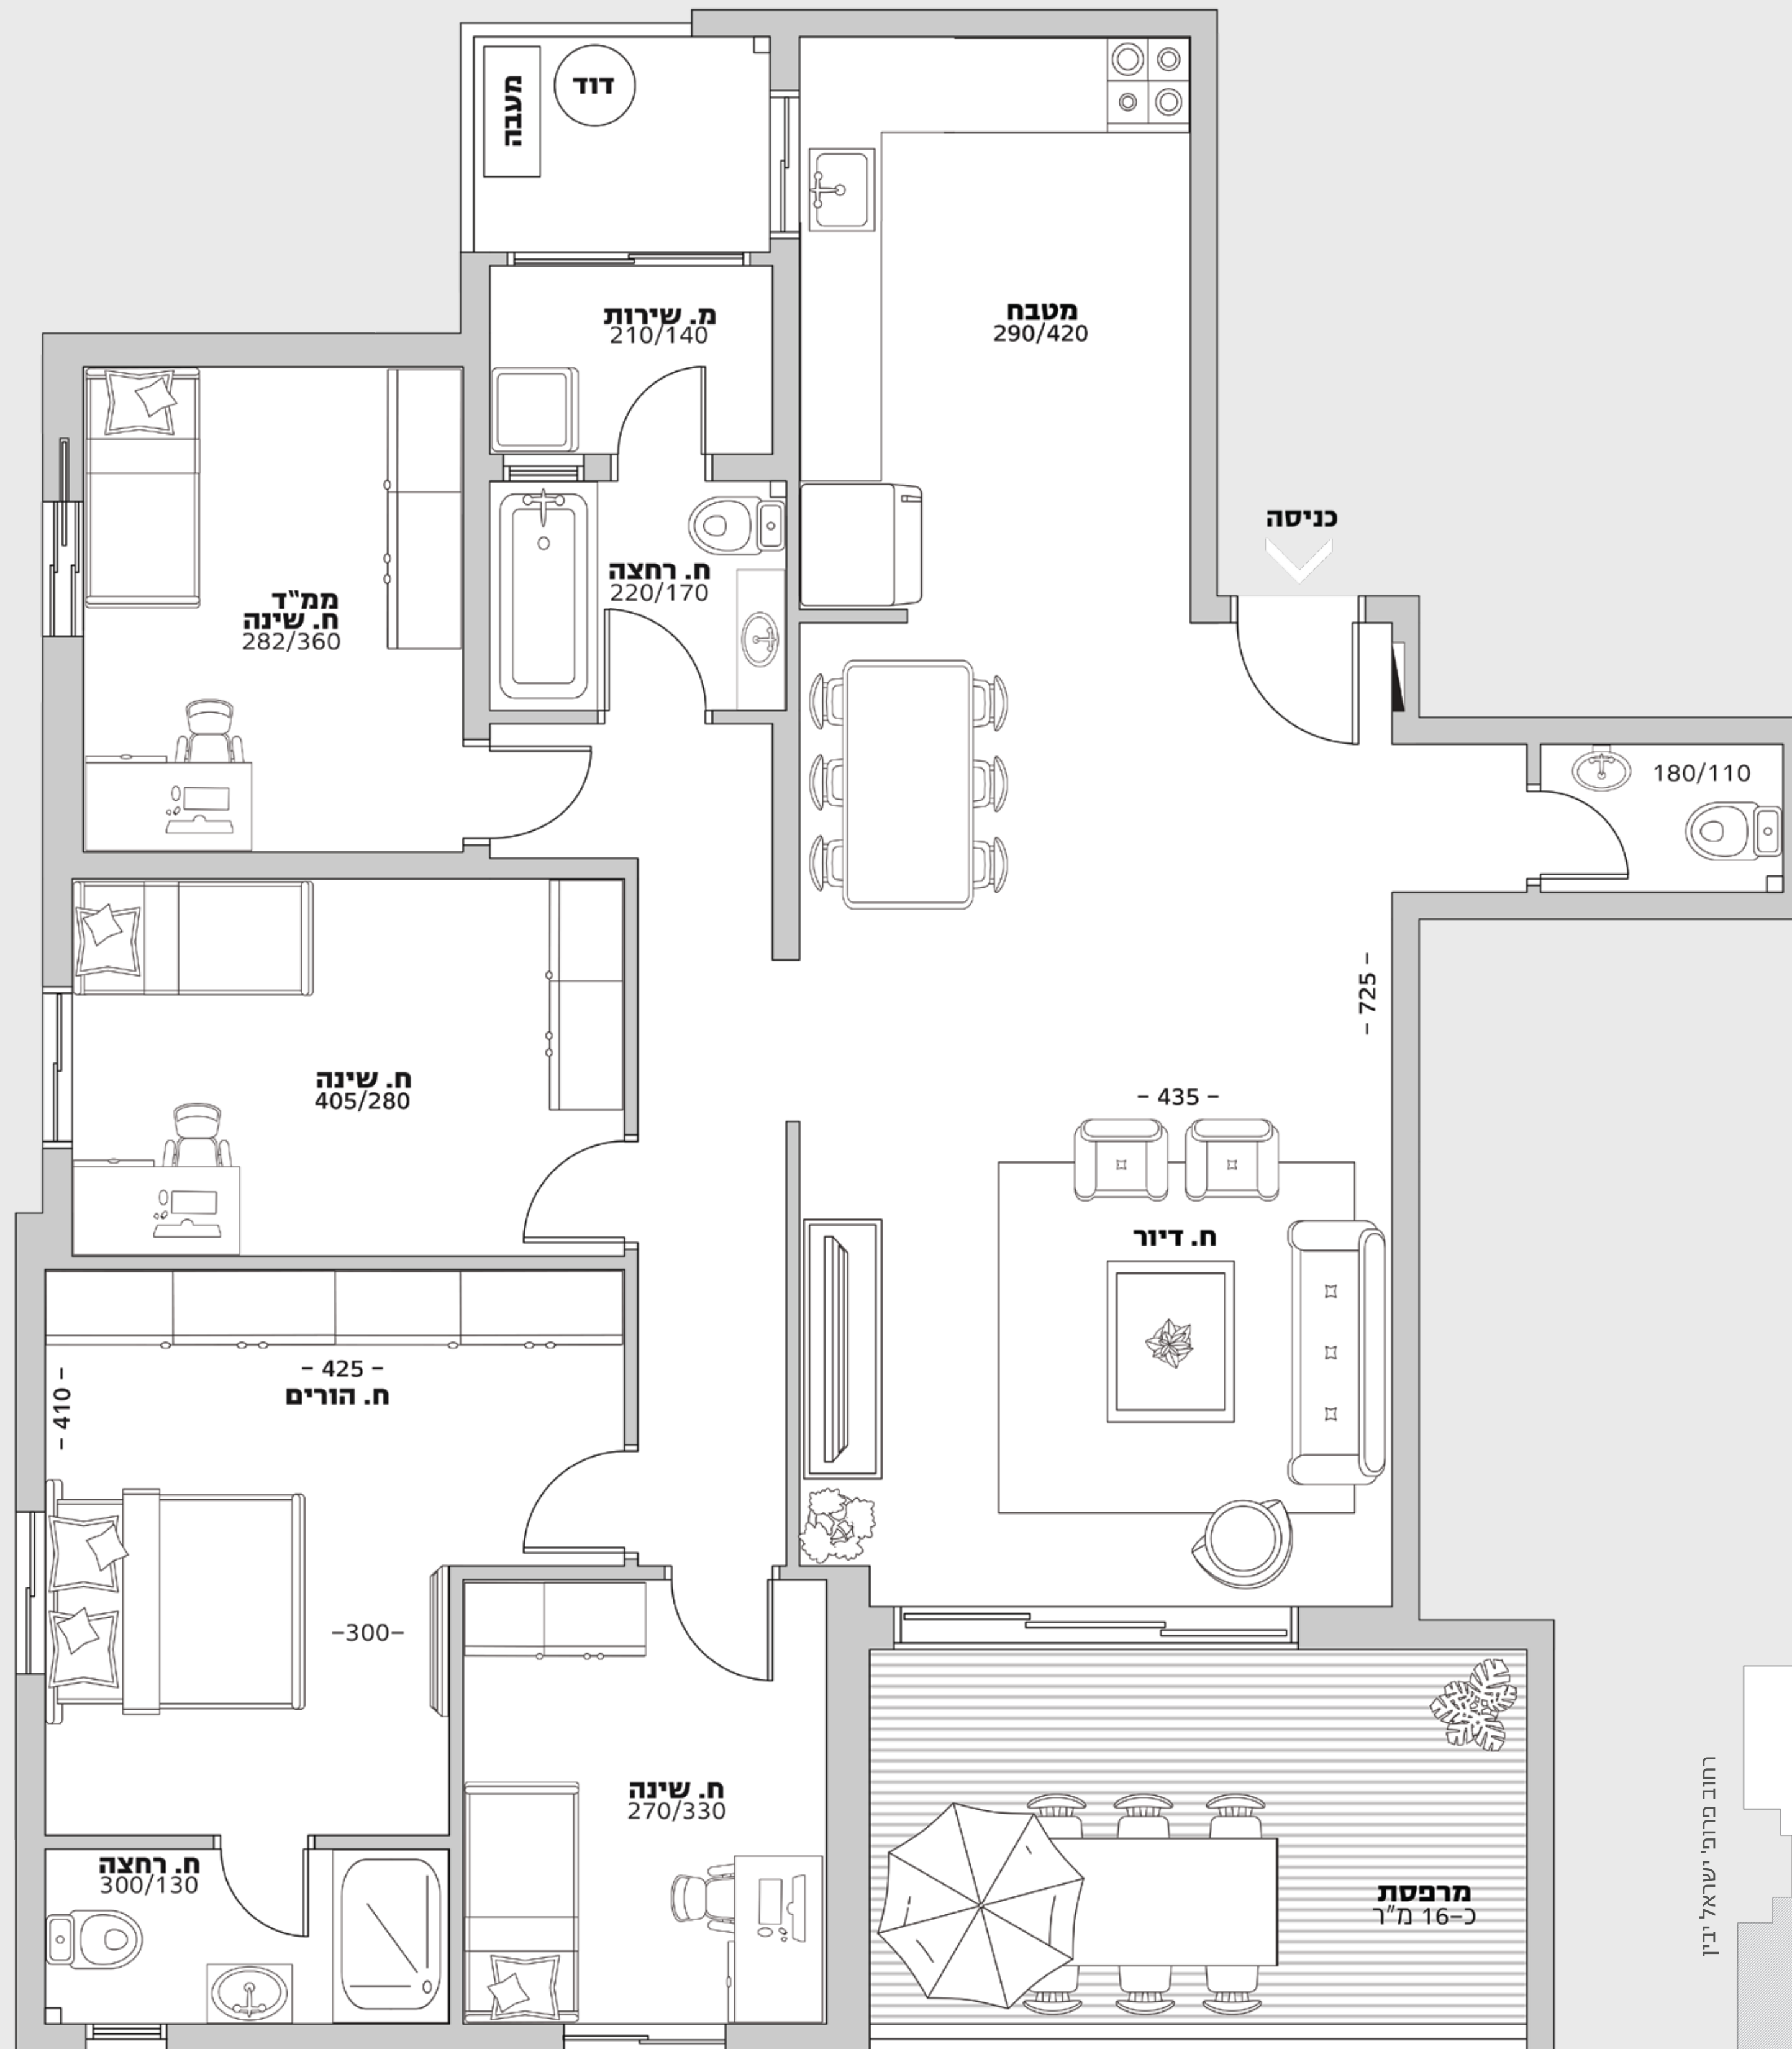 מעבה
דוד
מ. שירות
210/140
מטבח
290/420
כניסה
ח. רחצה
220/170
ממ"ד
ח. שינה
282/360
180/110
– 725 –
ח. שינה
405/280
– 435 –
ח. דיור
– 425 –
ח. הורים
– 410 –
–300–
ח. שינה
270/330
ח. רחצה
300/130
מרפסת
כ–16 מ"ר
רחוב פרופ' ישראל יבין